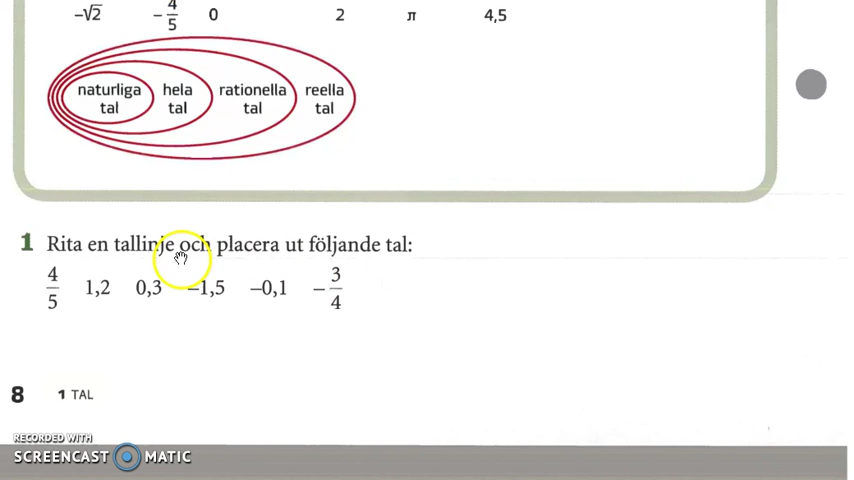 −√2 −4/5 0 2 π 4,5
naturliga tal hela tal rationella tal reella tal
1 Rita en tallinje och placera ut följande tal:
4/5 1,2 0,3 −1,5 −0,1 −3/4
8 1 TAL
RECORDED WITH
SCREENCAST MATIC